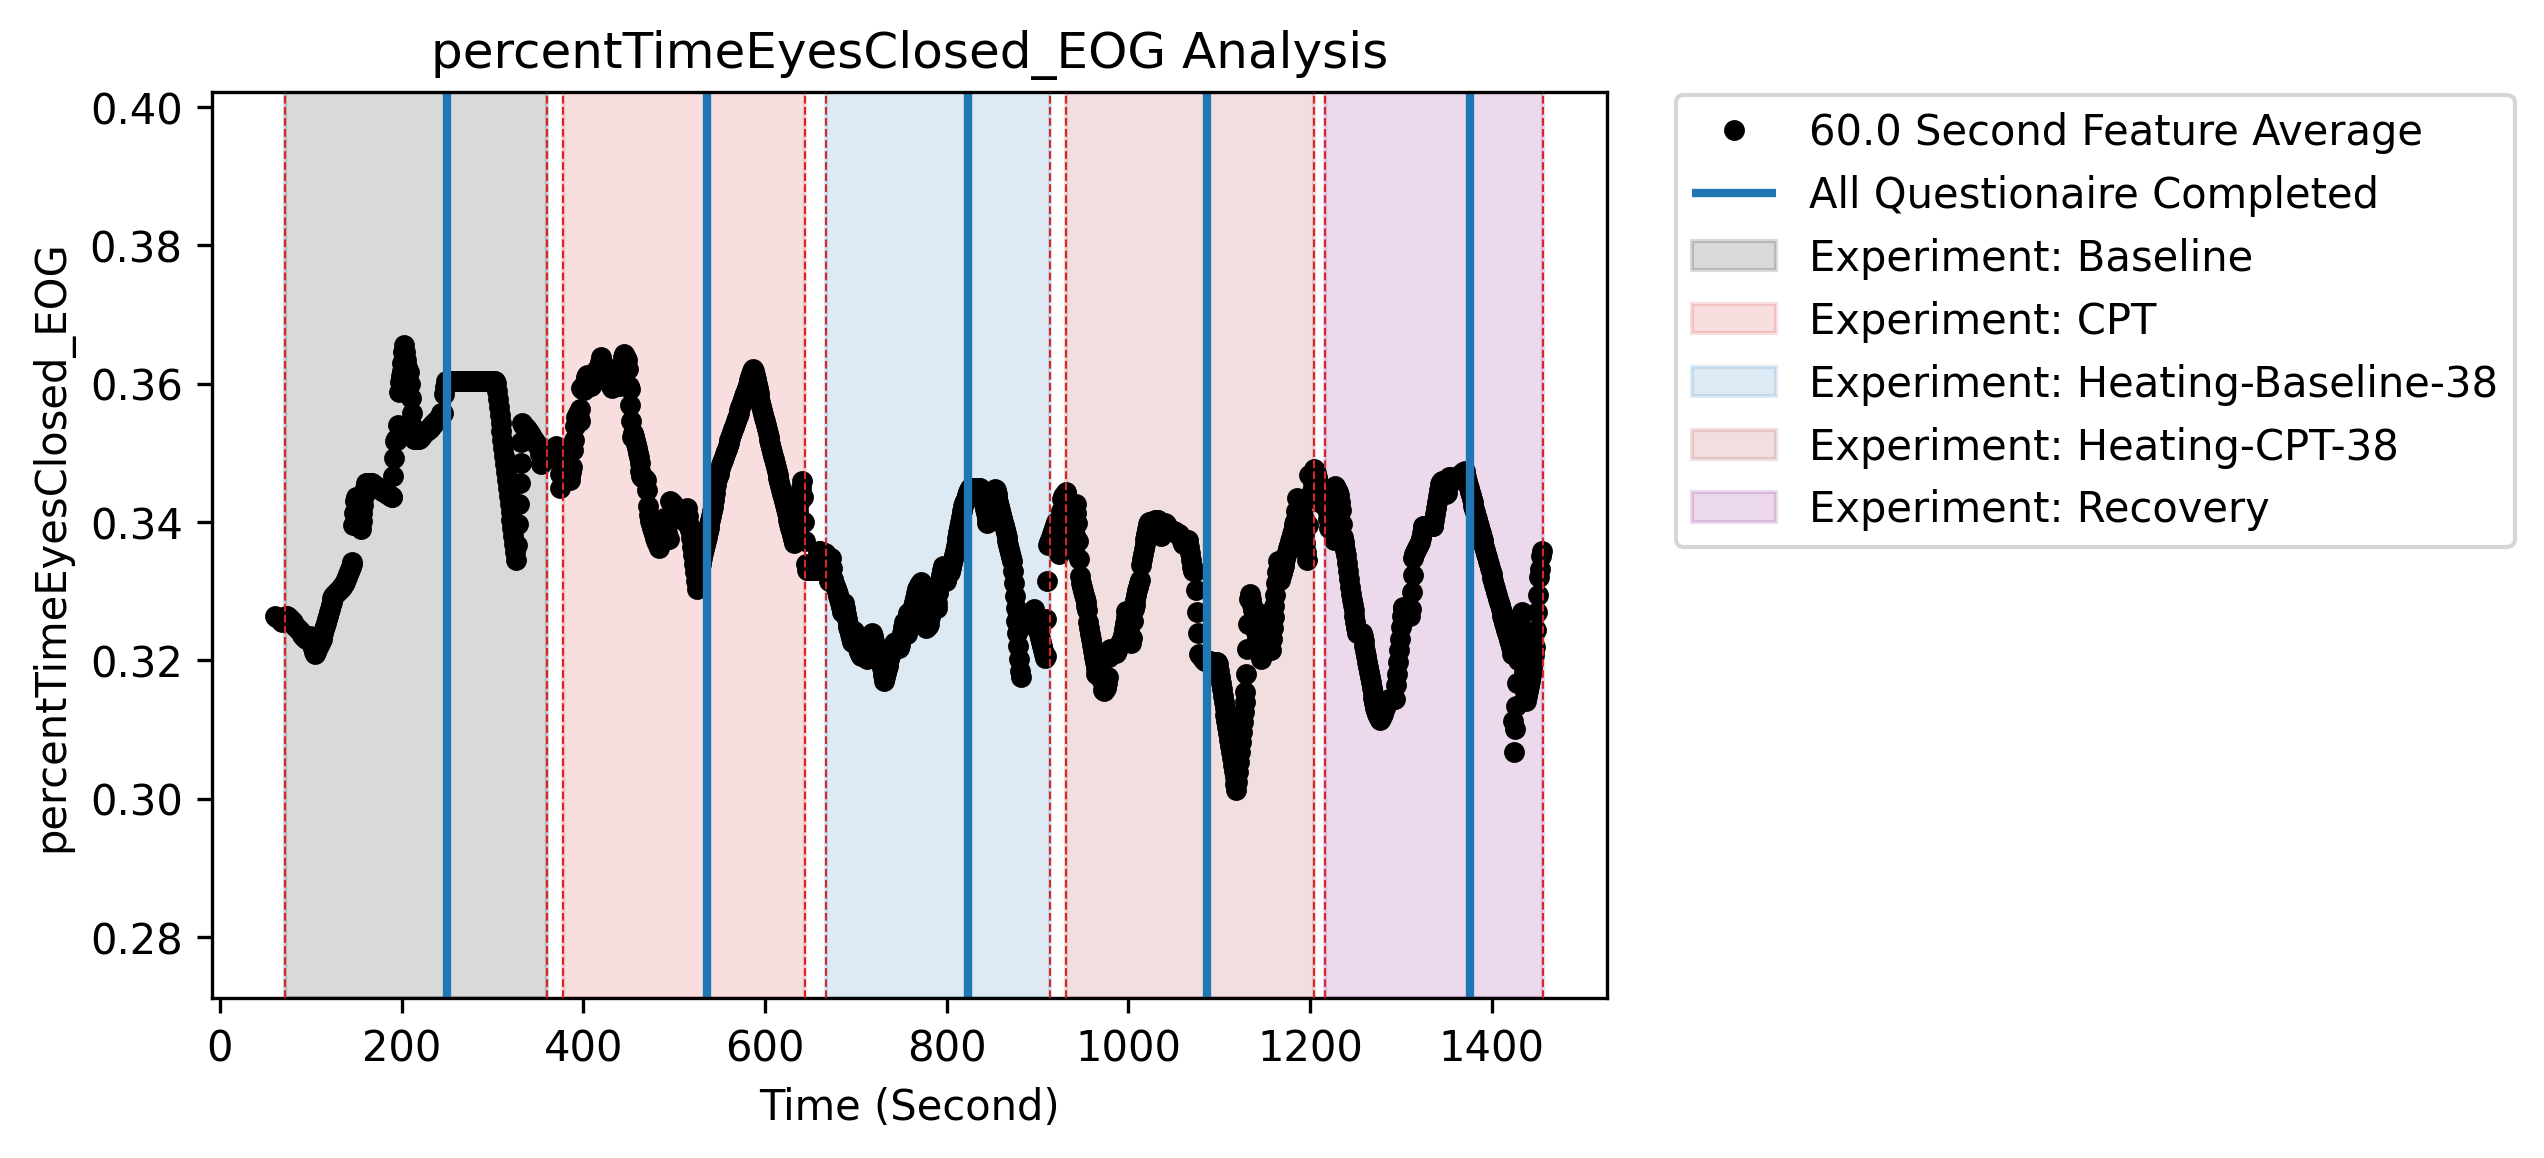 percentTimeEyesClosed_EOG Analysis
percentTimeEyesClosed_EOG
0.40
0.38
0.36
0.34
0.32
0.30
0.28
0 200 400 600 800 1000 1200 1400
Time (Second)
60.0 Second Feature Average
All Questionaire Completed
Experiment: Baseline
Experiment: CPT
Experiment: Heating-Baseline-38
Experiment: Heating-CPT-38
Experiment: Recovery